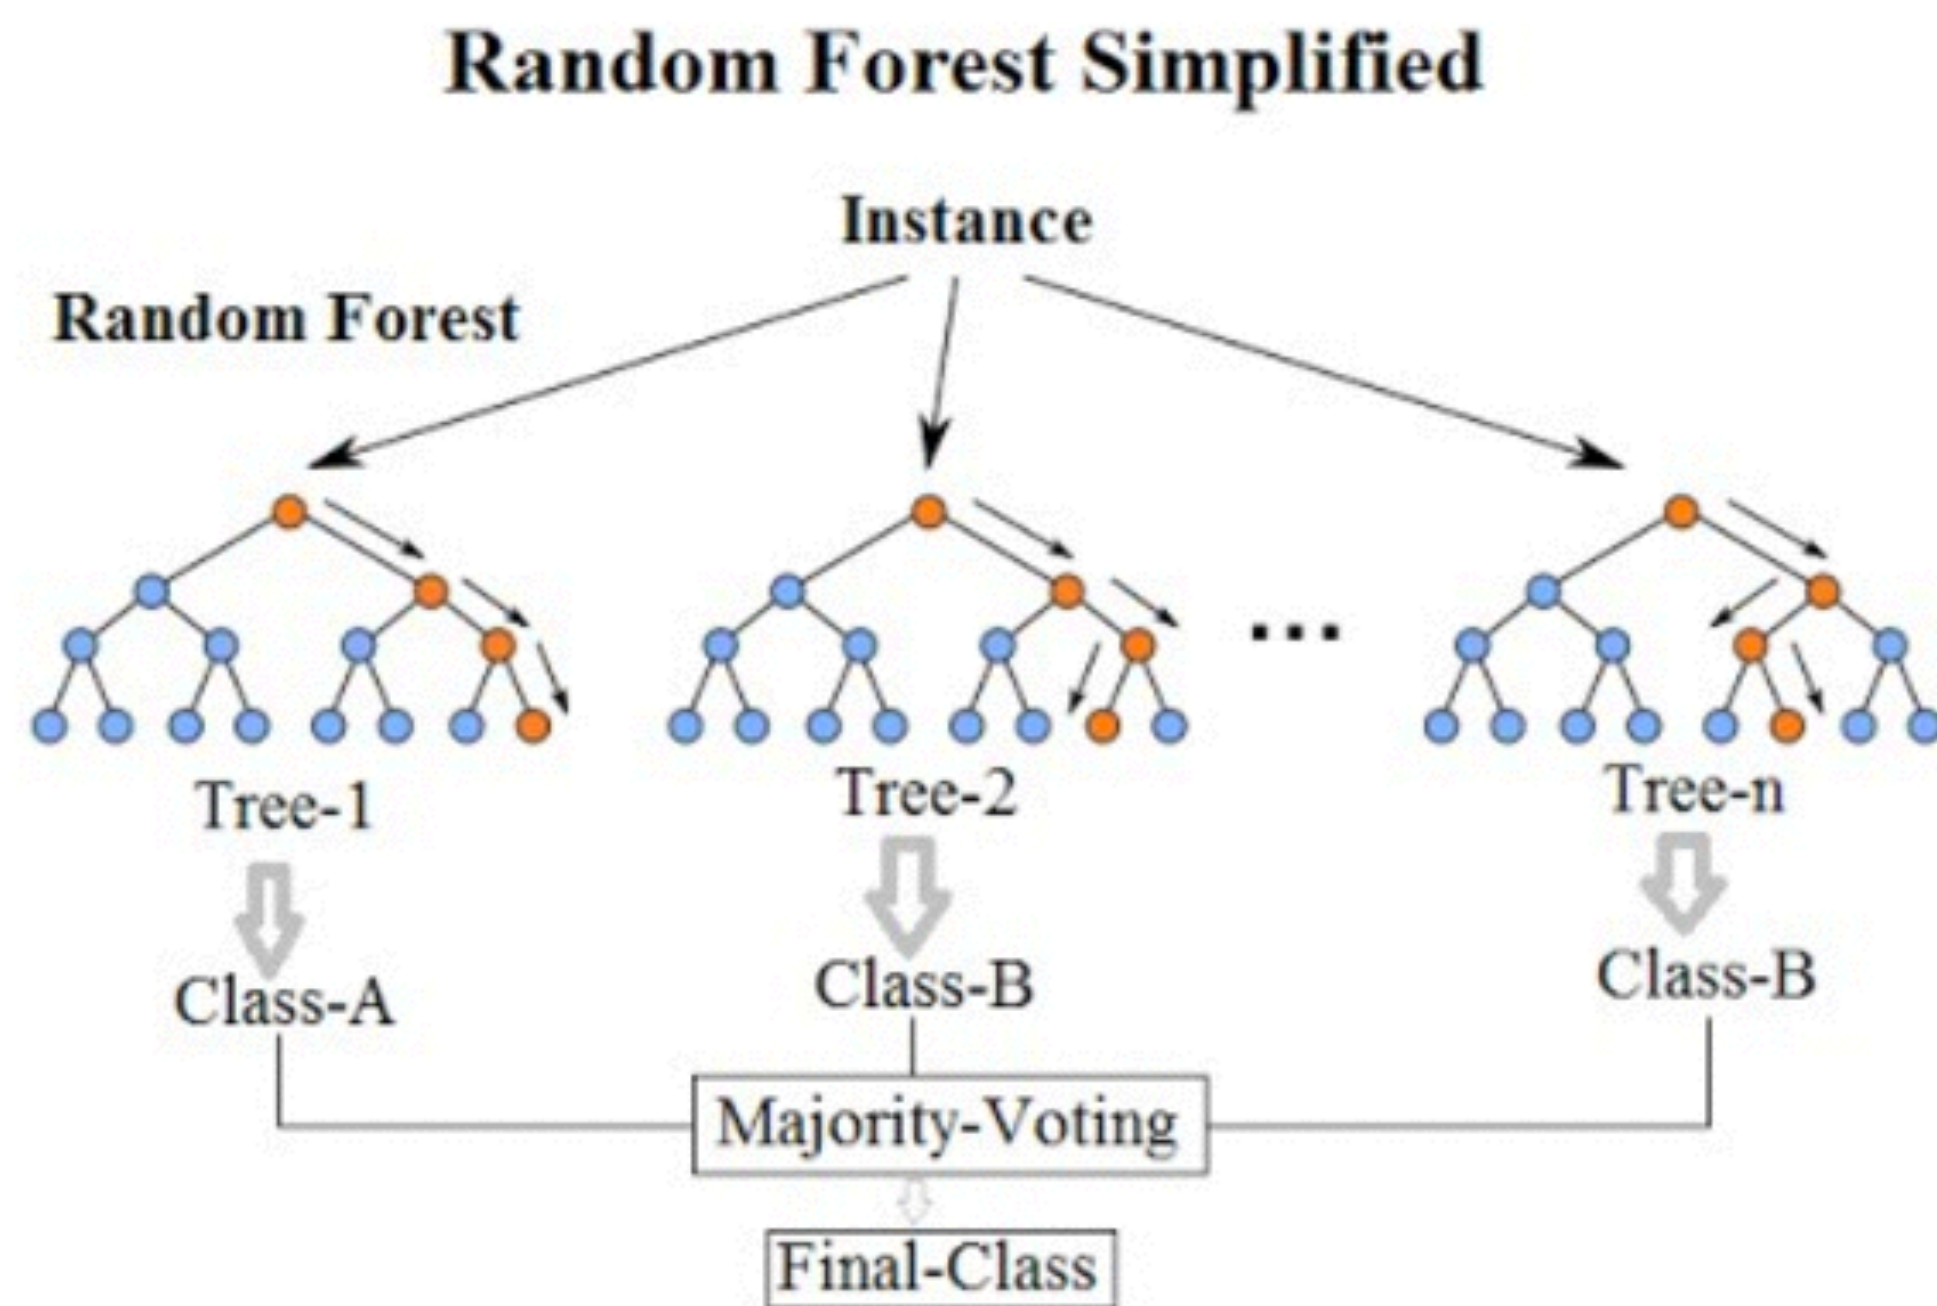 Random Forest Simplified
Instance
Random Forest
...
Tree-1
Tree-2
Tree-n
Class-A
Class-B
Class-B
Majority-Voting
Final-Class